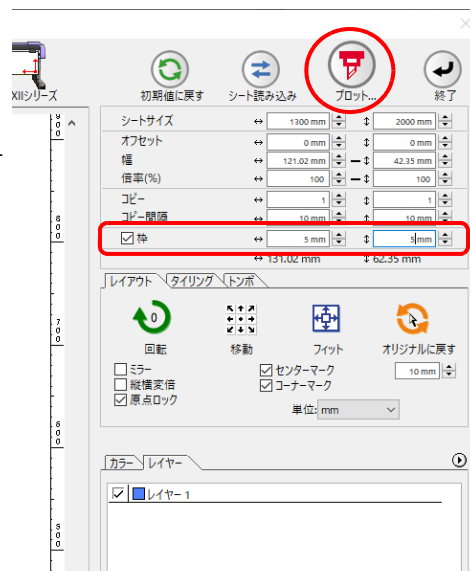 XIIシリーズ
初期値に戻す シート読み込み プロット... 終了
シートサイズ 1300 mm 2000 mm
オフセット 0 mm 0 mm
幅 121.02 mm 42.35 mm
倍率(%) 100 100
コピー 1 1
コピー間隔 10 mm 10 mm
枠 5 mm 5 mm
131.02 mm 62.35 mm
レイアウト タイリング トンボ
0
回転 移動 フィット オリジナルに戻す
ミラー センターマーク 10 mm
縦横変倍 コーナーマーク
原点ロック
単位: mm
カラー レイヤー
レイヤー 1